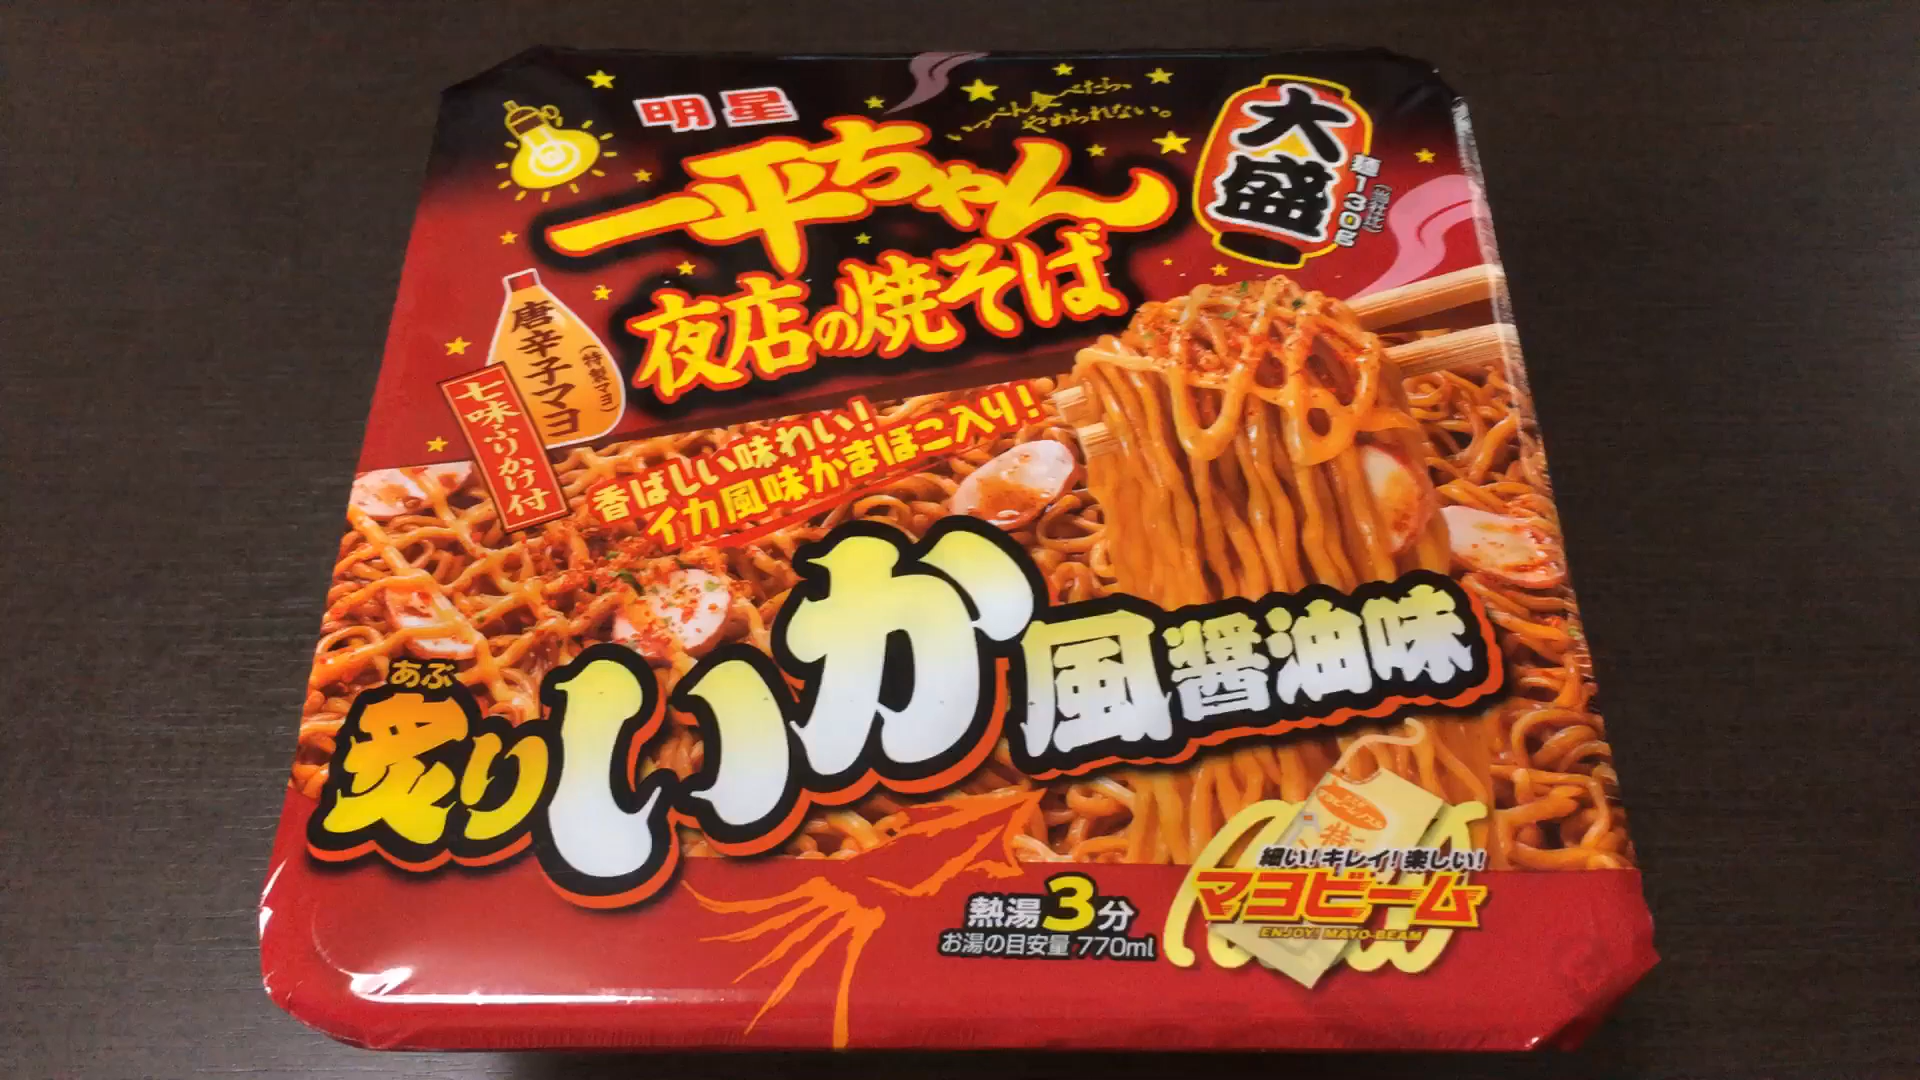 明星
いっぺん食べたら、
やめられない。
一平ちゃん
夜店の焼そば
大盛
麺130g
(当社比)
唐辛子マヨ
(特製マヨ)
七味ふりかけ付
香ばしい味わい!
イカ風味かまぼこ入り!
あぶ
炙りいか風醤油味
熱湯3分
お湯の目安量 770ml
細い!キレイ!楽しい!
マヨビーム
ENJOY! MAYO-BEAM